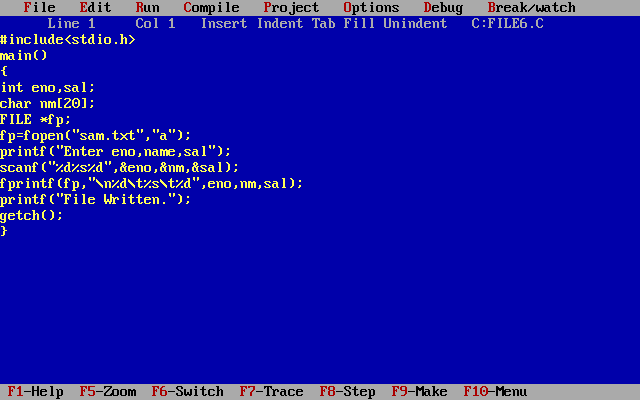 File Edit Run Compile Project Options Debug Break/watch
Line 1 Col 1 Insert Indent Tab Fill Unindent C:FILE6.C
#include<stdio.h>
main()
{
int eno,sal;
char nm[20];
FILE *fp;
fp=fopen("sam.txt","a");
printf("Enter eno,name,sal");
scanf("%d%s%d",&eno,&nm,&sal);
fprintf(fp,"\n%d\t%s\t%d",eno,nm,sal);
printf("File Written.");
getch();
}
F1-Help F5-Zoom F6-Switch F7-Trace F8-Step F9-Make F10-Menu